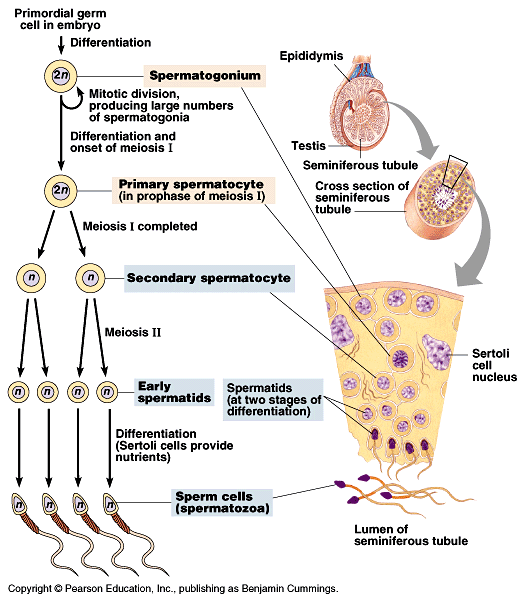 Primordial germ
cell in embryo
Differentiation
2n
Spermatogonium
Mitotic division,
producing large numbers
of spermatogonia
Differentiation and
onset of meiosis I
2n
Primary spermatocyte
(in prophase of meiosis I)
Meiosis I completed
n
n
Secondary spermatocyte
Meiosis II
n
n
n
n
Early
spermatids
Differentiation
(Sertoli cells provide
nutrients)
n
n
n
n
Sperm cells
(spermatozoa)
Epididymis
Testis
Seminiferous tubule
Cross section of
seminiferous
tubule
Sertoli
cell
nucleus
Spermatids
(at two stages of
differentiation)
Lumen of
seminiferous tubule
Copyright © Pearson Education, Inc., publishing as Benjamin Cummings.